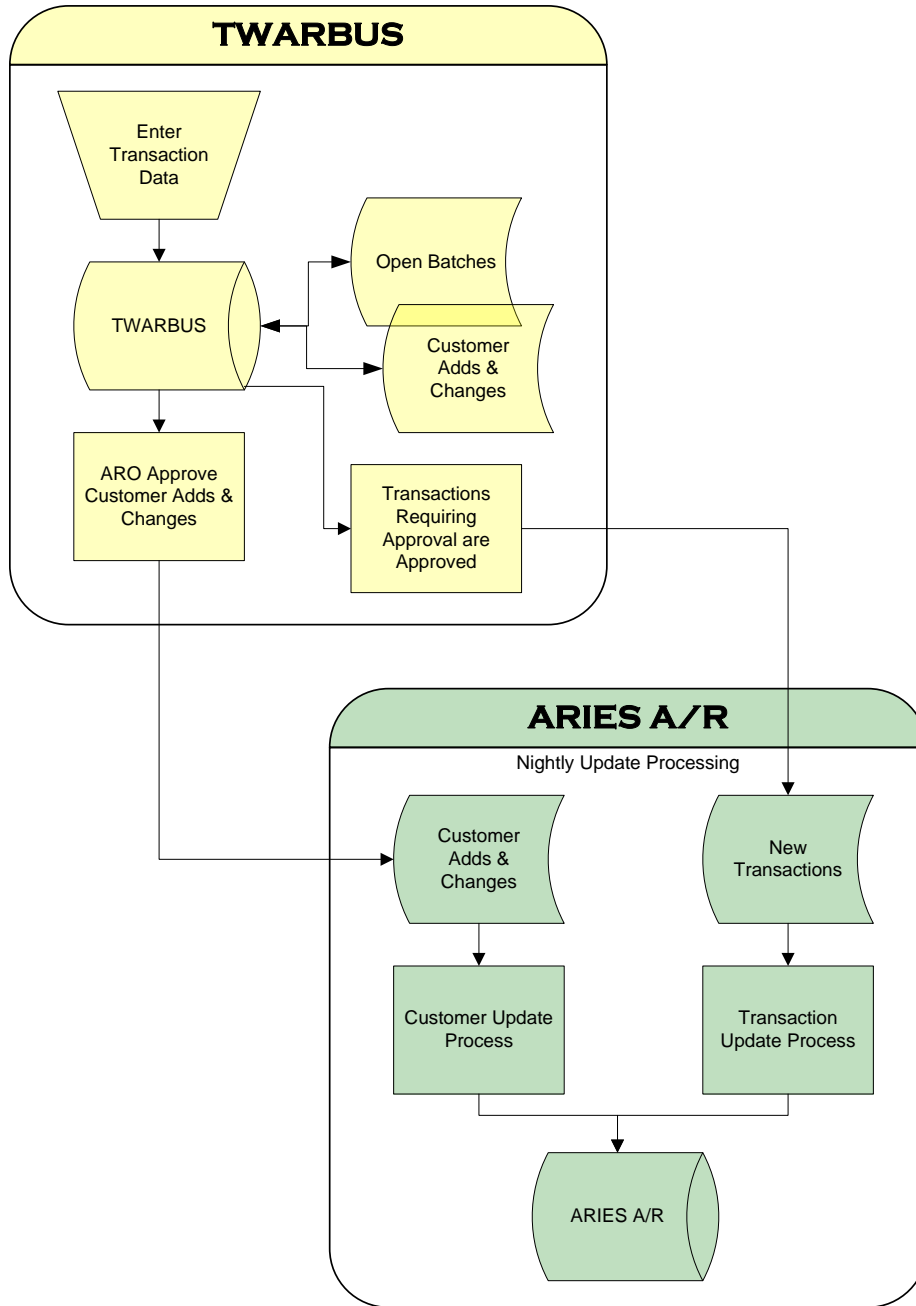 TWARBUS
Enter
Transaction
Data
Open Batches
TWARBUS
Customer
Adds &
Changes
ARO Approve
Customer Adds &
Changes
Transactions
Requiring
Approval are
Approved
ARIES A/R
Nightly Update Processing
Customer
Adds &
Changes
New
Transactions
Customer Update
Process
Transaction
Update Process
ARIES A/R